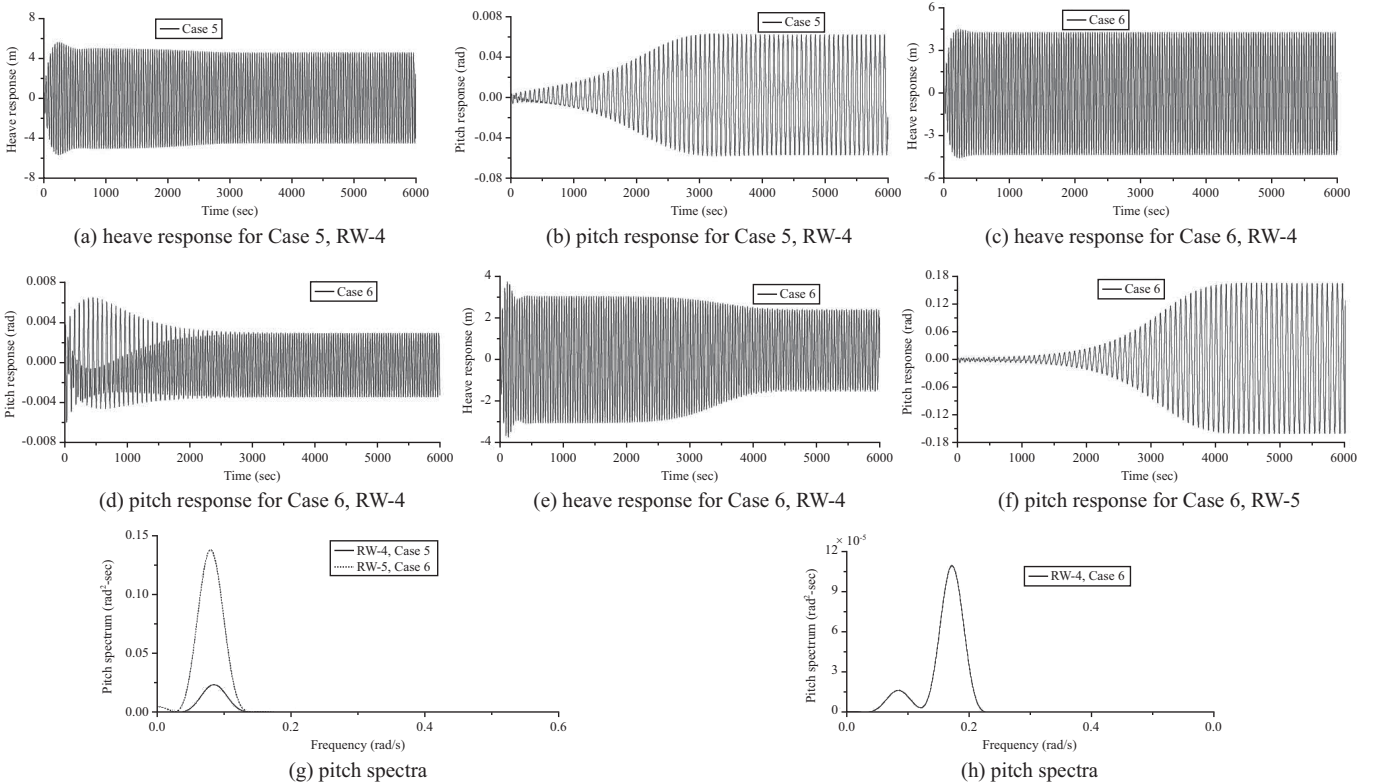 8
4
0
-4
-8
Heave response (m)
Case 5
0 1000 2000 3000 4000 5000 6000
Time (sec)
(a) heave response for Case 5, RW-4
0.008
0.004
0.00
-0.04
-0.08
Pitch response (rad)
Case 5
0 1000 2000 3000 4000 5000 6000
Time (sec)
(b) pitch response for Case 5, RW-4
6
3
0
-3
-6
Heave response (m)
Case 6
0 1000 2000 3000 4000 5000 6000
Time (sec)
(c) heave response for Case 6, RW-4
0.008
0.004
0.000
-0.004
-0.008
Pitch response (rad)
Case 6
0 1000 2000 3000 4000 5000 6000
Time (sec)
(d) pitch response for Case 6, RW-4
4
2
0
-2
-4
Heave response (m)
Case 6
0 1000 2000 3000 4000 5000 6000
Time (sec)
(e) heave response for Case 6, RW-4
0.18
0.12
0.06
0.00
-0.06
-0.12
-0.18
Pitch response (rad)
Case 6
0 1000 2000 3000 4000 5000 6000
Time (sec)
(f) pitch response for Case 6, RW-5
0.15
0.10
0.05
0.00
Pitch spectrum (rad²-sec)
RW-4, Case 5
RW-5, Case 6
0.0 0.2 0.4 0.6
Frequency (rad/s)
(g) pitch spectra
× 10⁻⁵
12
9
6
3
0
Pitch spectrum (rad²-sec)
RW-4, Case 6
0.0 0.2 0.4 0.0
Frequency (rad/s)
(h) pitch spectra